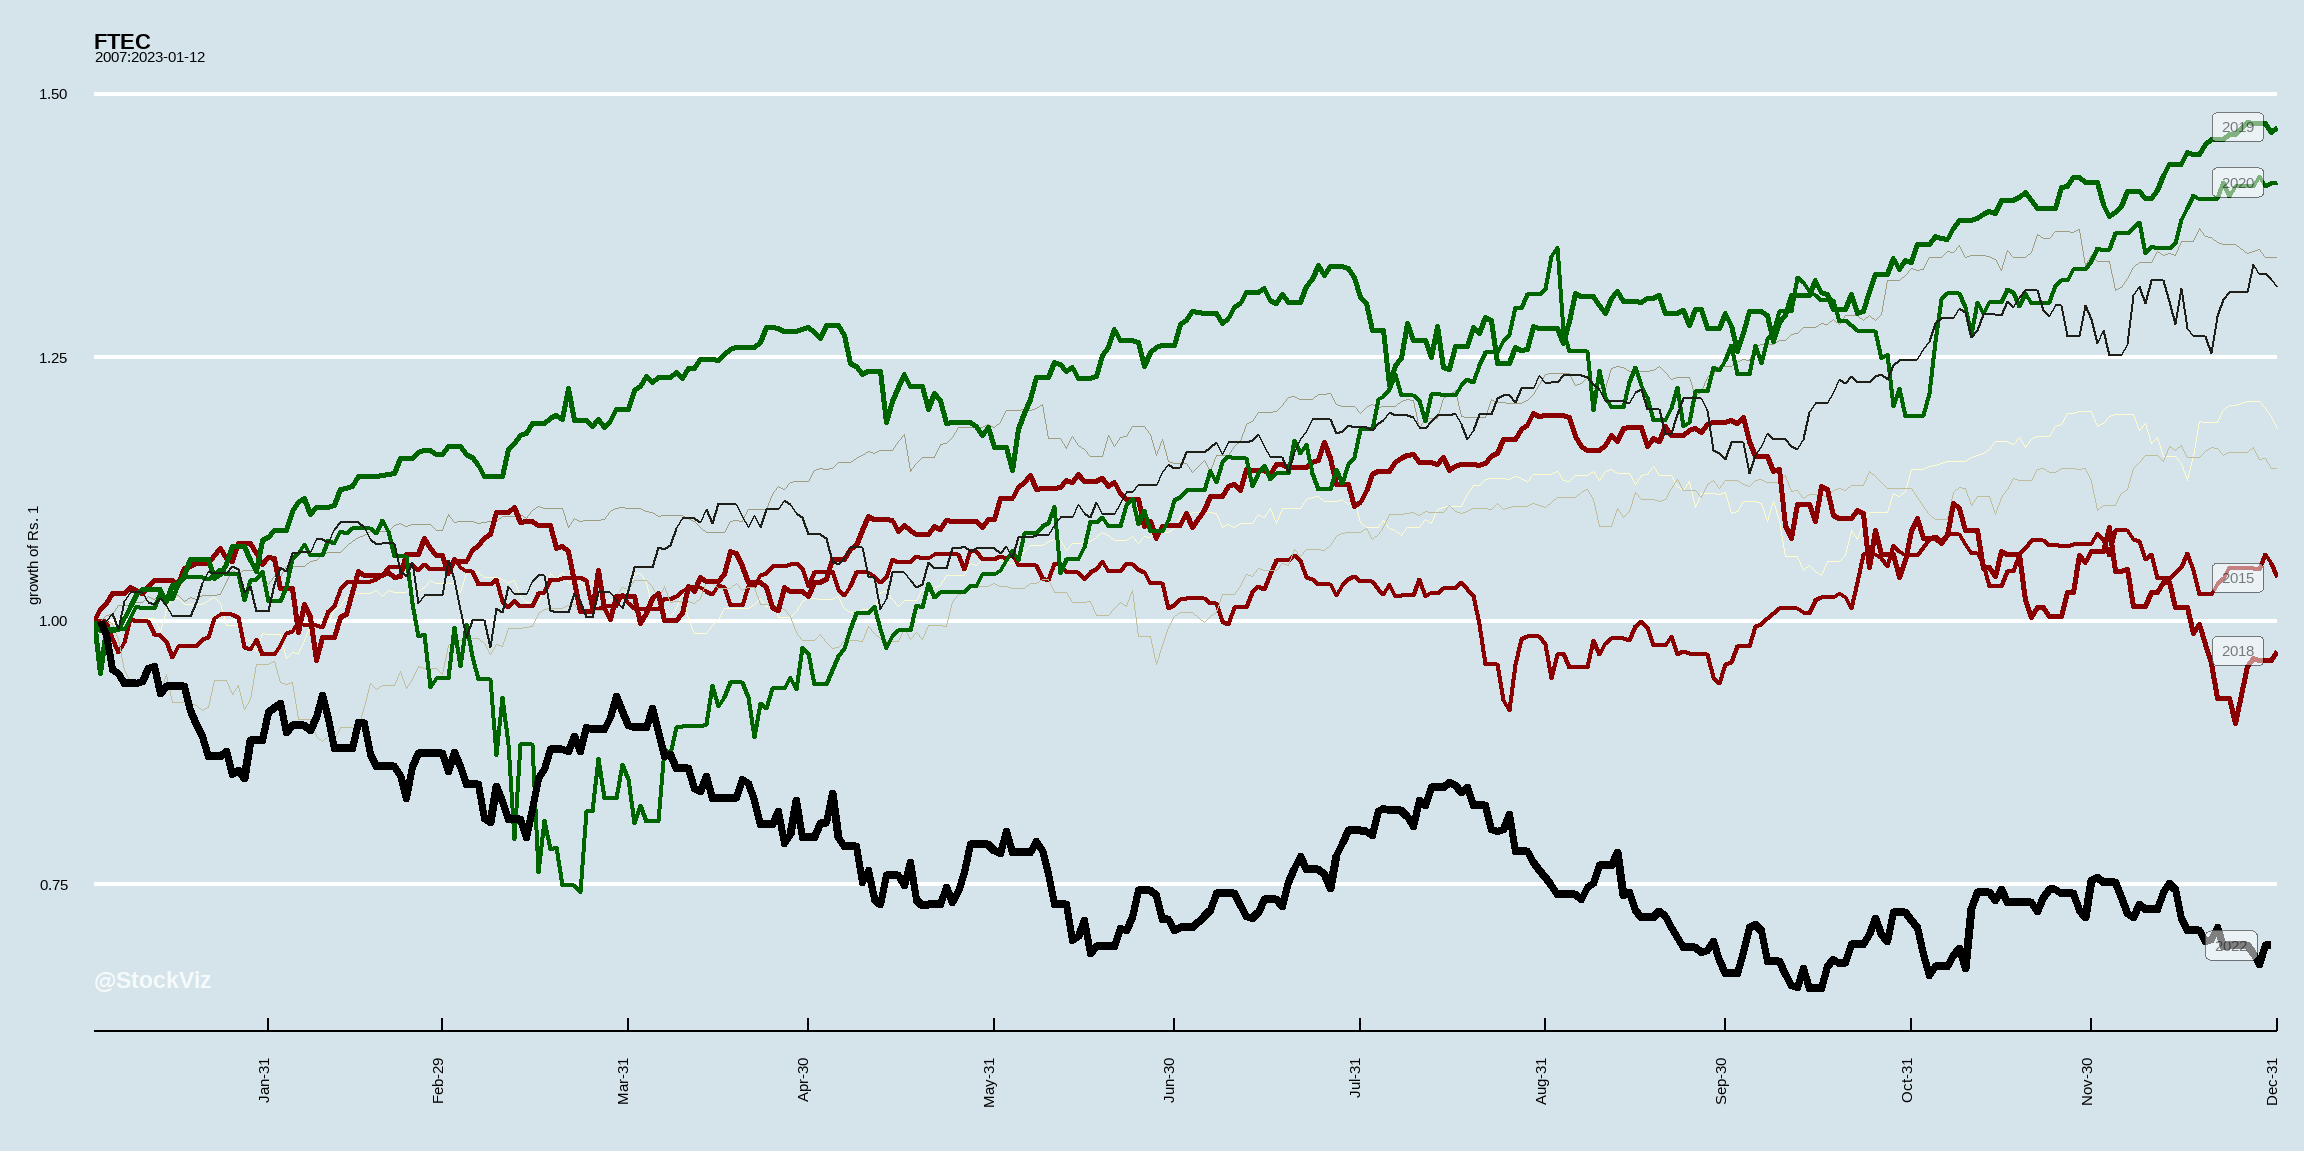 FTEC
2007:2023-01-12
1.50
1.25
1.00
0.75
growth of Rs. 1
2019
2020
2015
2018
2022
@StockViz
Jan-31
Feb-29
Mar-31
Apr-30
May-31
Jun-30
Jul-31
Aug-31
Sep-30
Oct-31
Nov-30
Dec-31